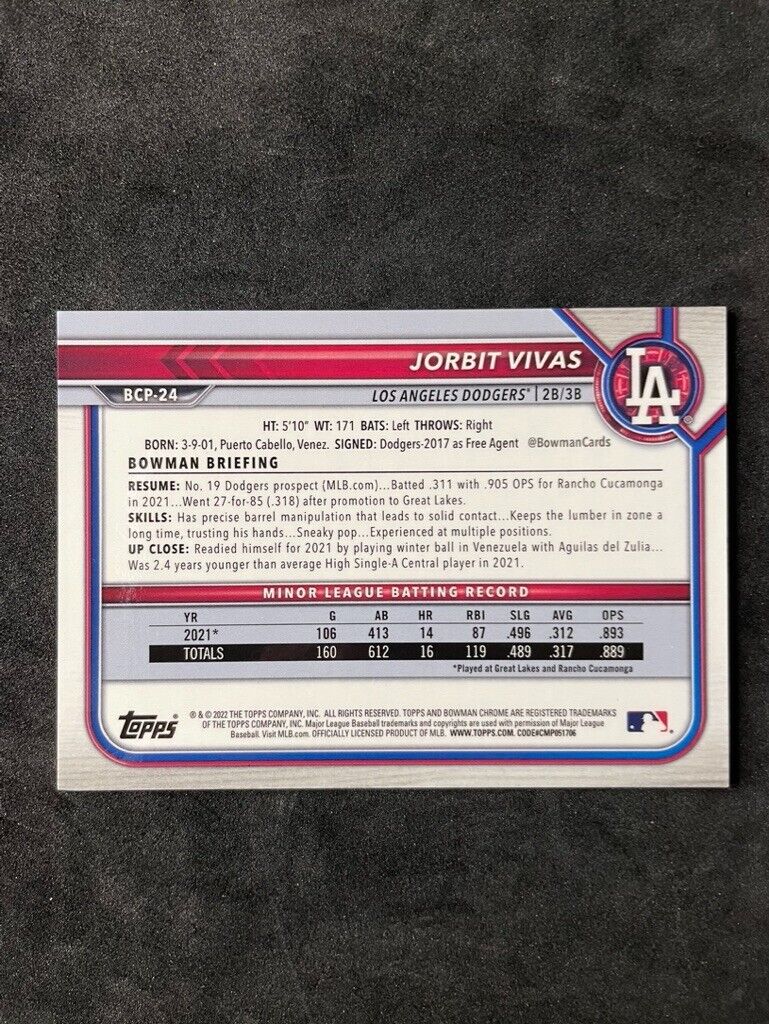 JORBIT VIVAS
BCP-24
LOS ANGELES DODGERS® | 2B/3B
LA
HT: 5'10" WT: 171 BATS: Left THROWS: Right
BORN: 3-9-01, Puerto Cabello, Venez. SIGNED: Dodgers-2017 as Free Agent @BowmanCards
BOWMAN BRIEFING
RESUME: No. 19 Dodgers prospect (MLB.com)...Batted .311 with .905 OPS for Rancho Cucamonga
in 2021...Went 27-for-85 (.318) after promotion to Great Lakes.
SKILLS: Has precise barrel manipulation that leads to solid contact...Keeps the lumber in zone a
long time, trusting his hands...Sneaky pop...Experienced at multiple positions.
UP CLOSE: Readied himself for 2021 by playing winter ball in Venezuela with Aguilas del Zulia...
Was 2.4 years younger than average High Single-A Central player in 2021.
MINOR LEAGUE BATTING RECORD
YR G AB HR RBI SLG AVG OPS
2021* 106 413 14 87 .496 .312 .893
TOTALS 160 612 16 119 .489 .317 .889
*Played at Great Lakes and Rancho Cucamonga
Topps®
® & © 2022 THE TOPPS COMPANY, INC. ALL RIGHTS RESERVED. TOPPS AND BOWMAN CHROME ARE REGISTERED TRADEMARKS
OF THE TOPPS COMPANY, INC. Major League Baseball trademarks and copyrights are used with permission of Major League
Baseball. Visit MLB.com. OFFICIALLY LICENSED PRODUCT OF MLB. WWW.TOPPS.COM. CODE#CMP051706